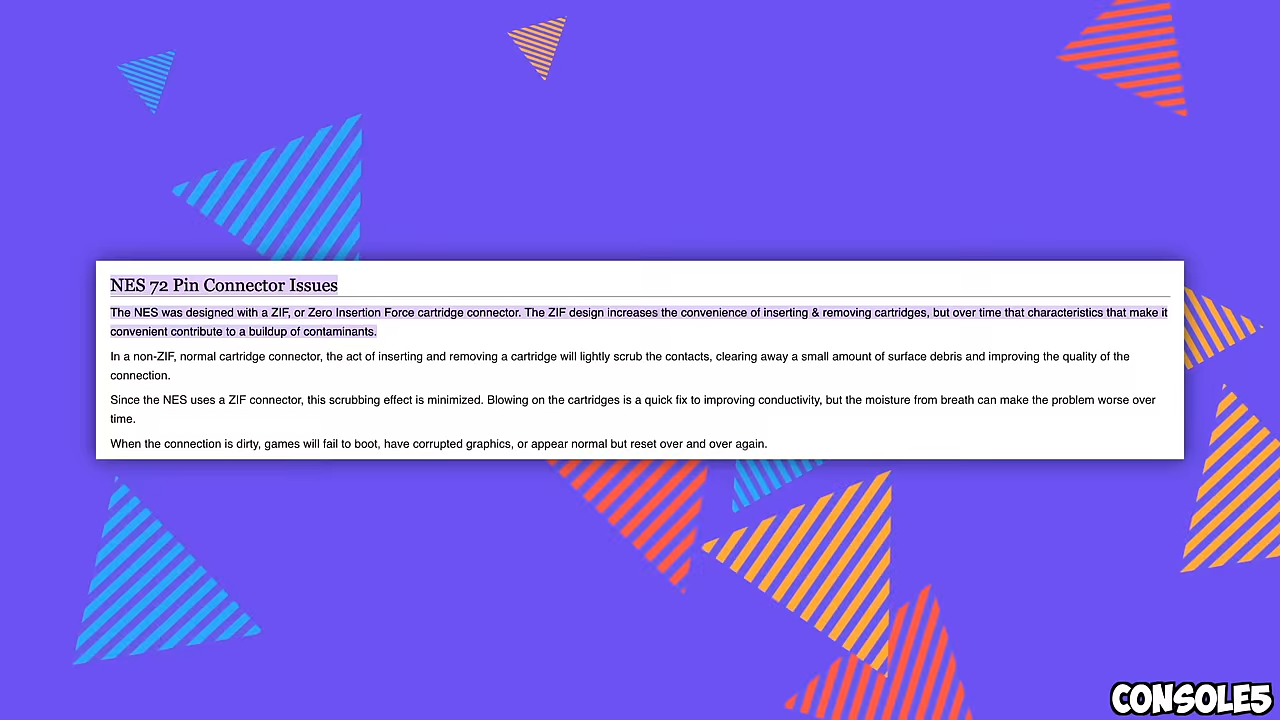 NES 72 Pin Connector Issues
The NES was designed with a ZIF, or Zero Insertion Force cartridge connector. The ZIF design increases the convenience of inserting & removing cartridges, but over time that characteristics that make it
convenient contribute to a buildup of contaminants.
In a non-ZIF, normal cartridge connector, the act of inserting and removing a cartridge will lightly scrub the contacts, clearing away a small amount of surface debris and improving the quality of the
connection.
Since the NES uses a ZIF connector, this scrubbing effect is minimized. Blowing on the cartridges is a quick fix to improving conductivity, but the moisture from breath can make the problem worse over
time.
When the connection is dirty, games will fail to boot, have corrupted graphics, or appear normal but reset over and over again.
CONSOLE5